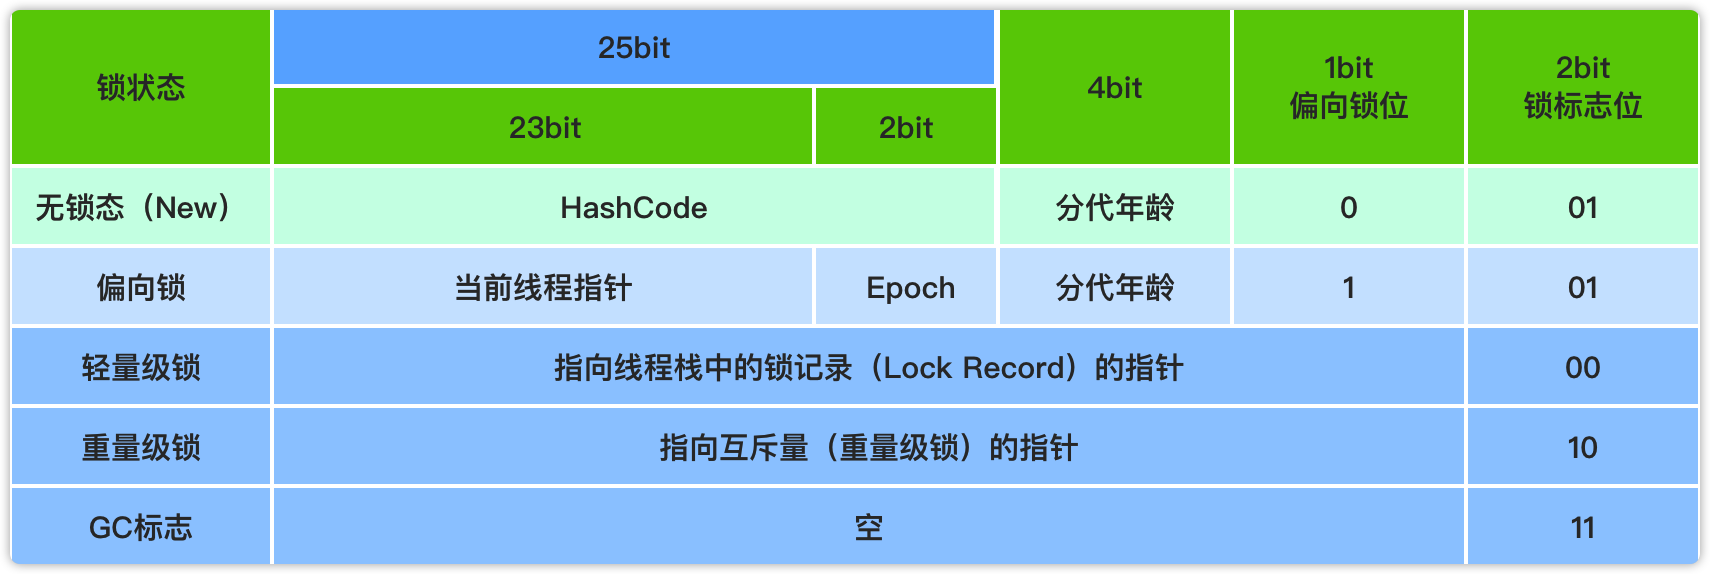 锁状态
25bit
23bit
2bit
4bit
1bit
偏向锁位
2bit
锁标志位
无锁态（New）
HashCode
分代年龄
0
01
偏向锁
当前线程指针
Epoch
分代年龄
1
01
轻量级锁
指向线程栈中的锁记录（Lock Record）的指针
00
重量级锁
指向互斥量（重量级锁）的指针
10
GC标志
空
11